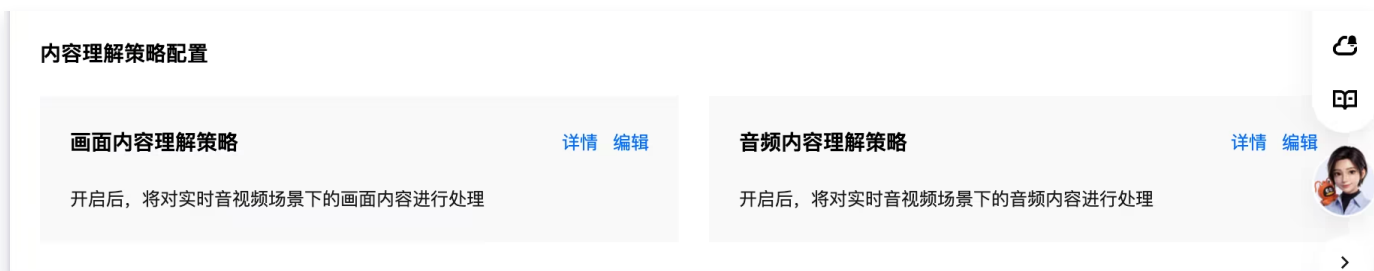 内容理解策略配置
画面内容理解策略 详情 编辑
开启后，将对实时音视频场景下的画面内容进行处理
音频内容理解策略 详情 编辑
开启后，将对实时音视频场景下的音频内容进行处理